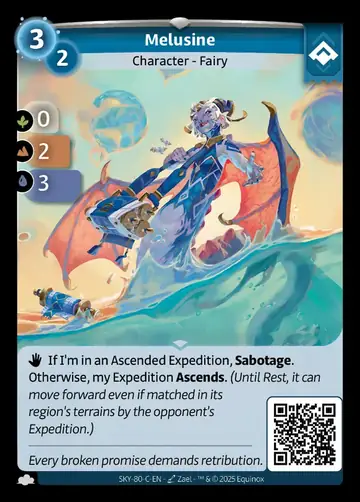 3
Melusine
2
Character - Fairy
0
2
3
If I'm in an Ascended Expedition, Sabotage.
Otherwise, my Expedition Ascends. (Until Rest, it can
move forward even if matched in its
region's terrains by the opponent's
Expedition.)
Every broken promise demands retribution.
SKY-80-C-EN - Zael - ™ & © 2025 Equinox